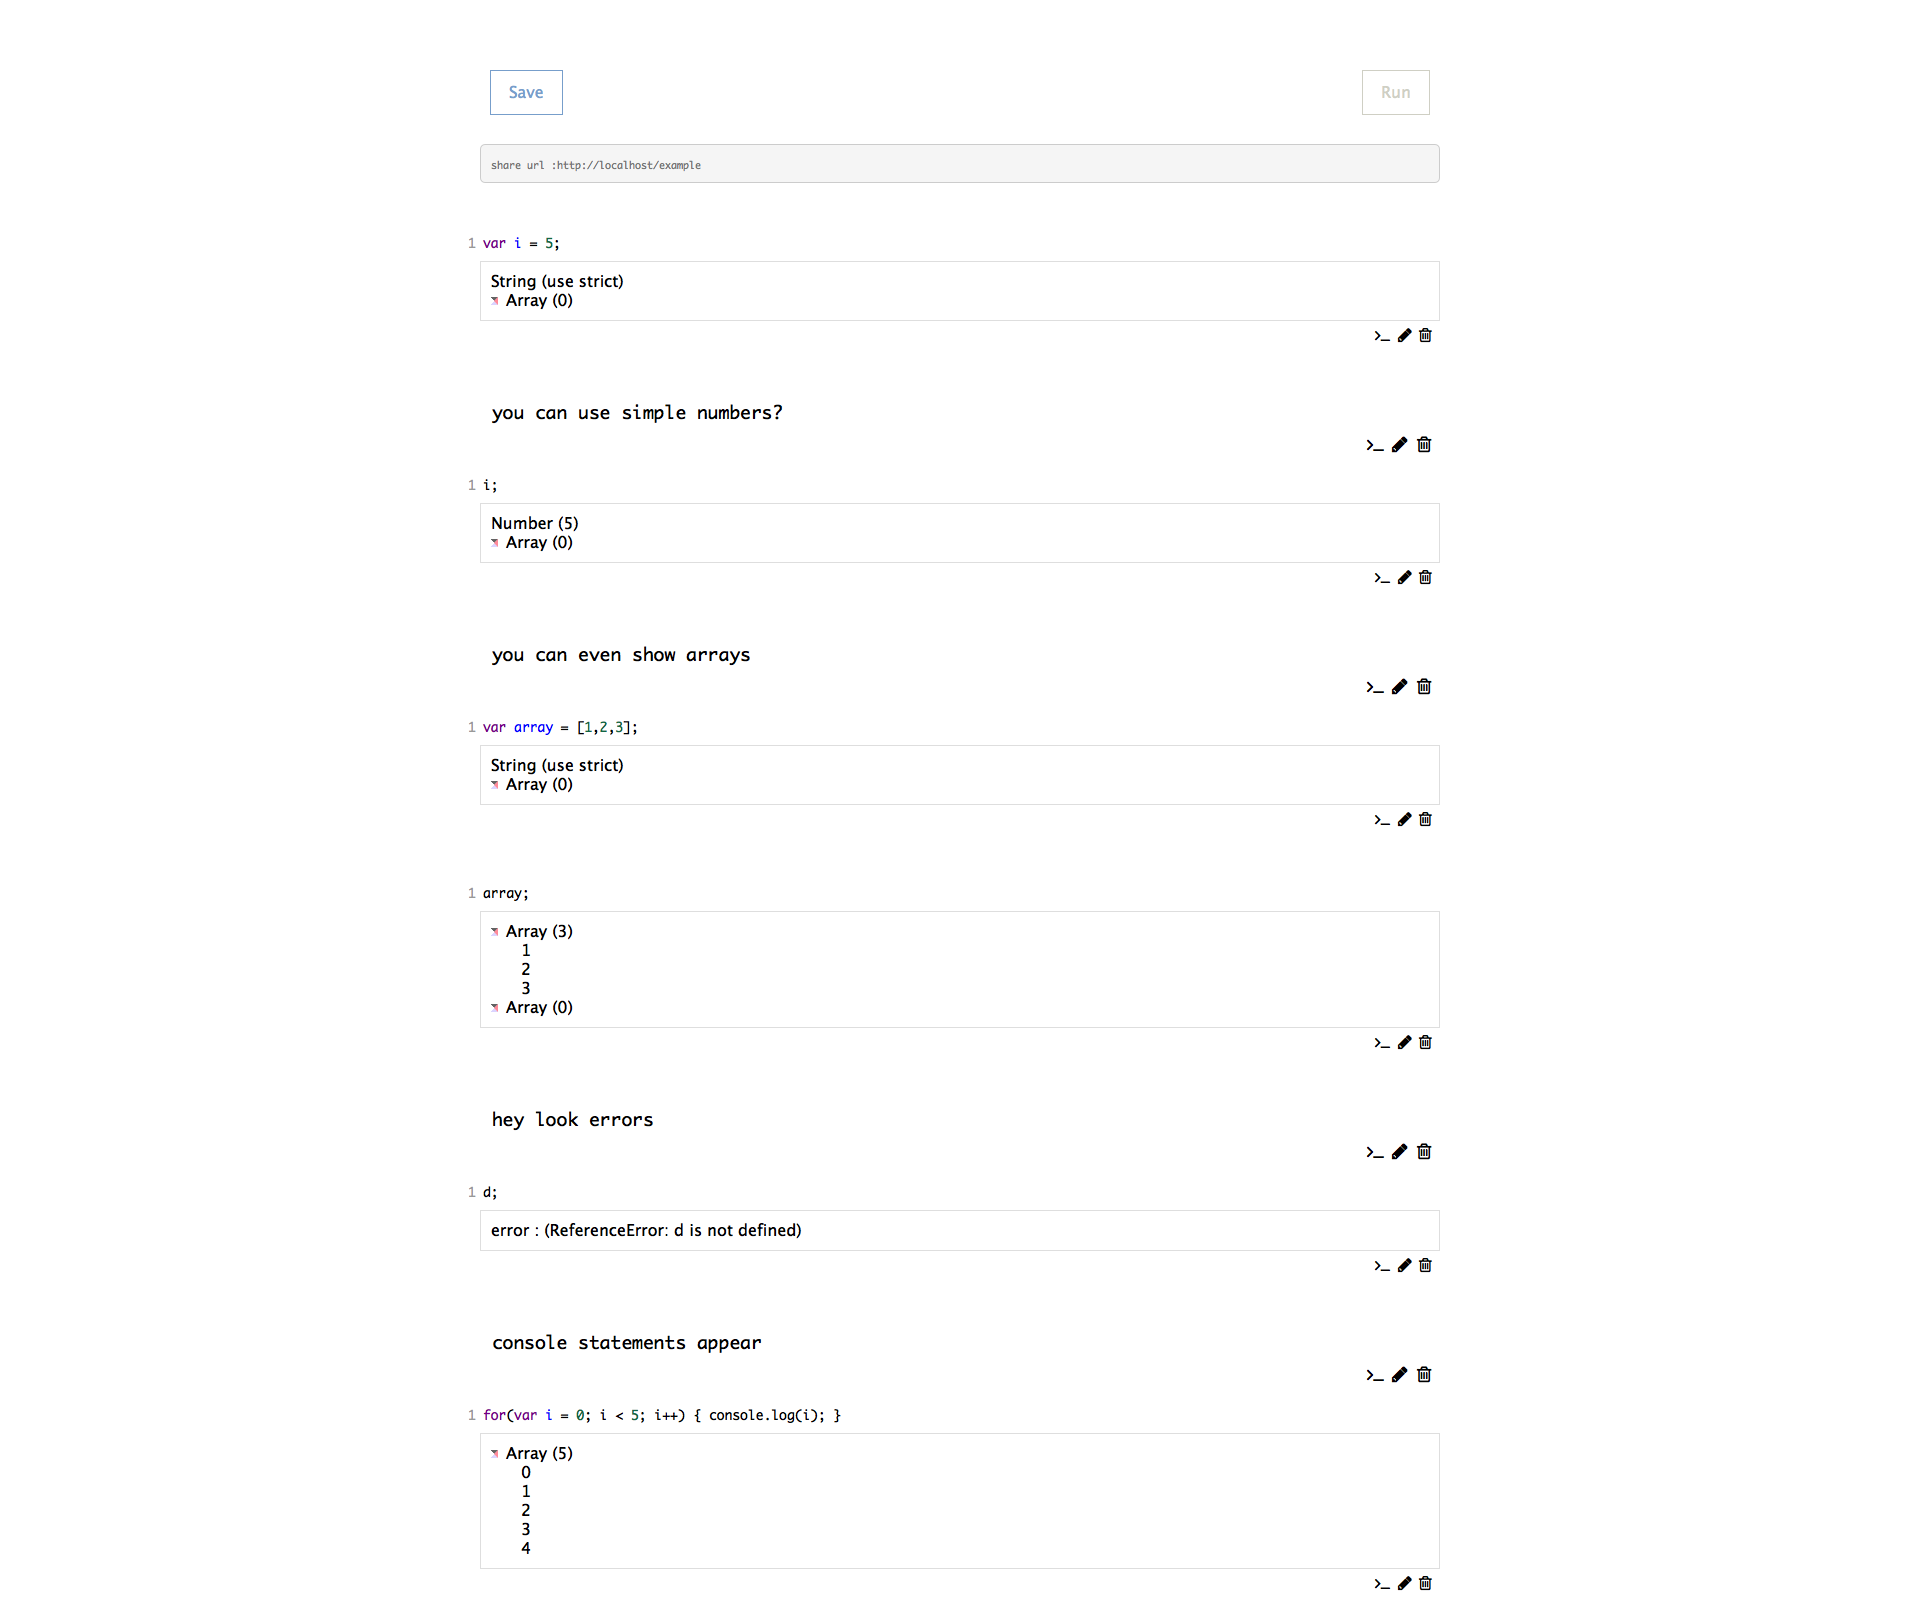 Save
Run
share url :http://localhost/example
1 var i = 5;
String (use strict)
Array (0)
you can use simple numbers?
1 i;
Number (5)
Array (0)
you can even show arrays
1 var array = [1,2,3];
String (use strict)
Array (0)
1 array;
Array (3)
1
2
3
Array (0)
hey look errors
1 d;
error : (ReferenceError: d is not defined)
console statements appear
1 for(var i = 0; i < 5; i++) { console.log(i); }
Array (5)
0
1
2
3
4